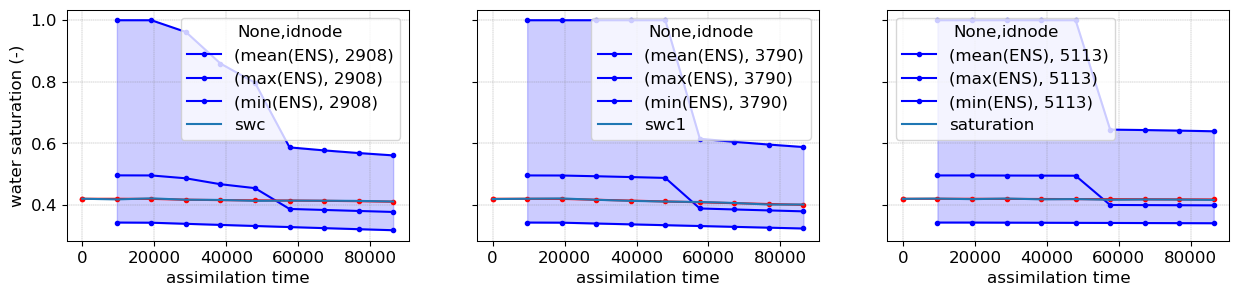 water saturation (-)
1.0
0.8
0.6
0.4
None,idnode
(mean(ENS), 2908)
(max(ENS), 2908)
(min(ENS), 2908)
swc
0 20000 40000 60000 80000
assimilation time
None,idnode
(mean(ENS), 3790)
(max(ENS), 3790)
(min(ENS), 3790)
swc1
0 20000 40000 60000 80000
assimilation time
None,idnode
(mean(ENS), 5113)
(max(ENS), 5113)
(min(ENS), 5113)
saturation
0 20000 40000 60000 80000
assimilation time